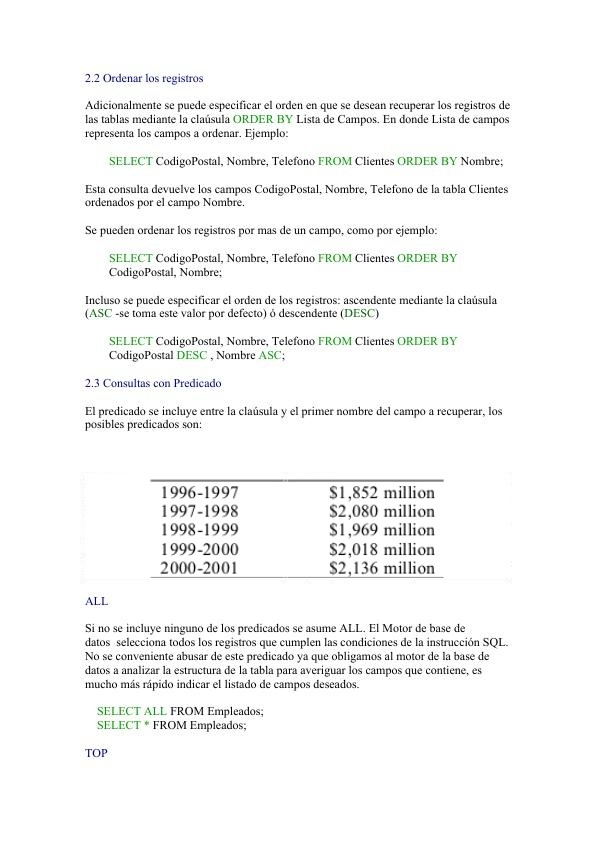 2.2 Ordenar los registros
Adicionalmente se puede especificar el orden en que se desean recuperar los registros de
las tablas mediante la claúsula ORDER BY Lista de Campos. En donde Lista de campos
representa los campos a ordenar. Ejemplo:
SELECT CodigoPostal, Nombre, Telefono FROM Clientes ORDER BY Nombre;
Esta consulta devuelve los campos CodigoPostal, Nombre, Telefono de la tabla Clientes
ordenados por el campo Nombre.
Se pueden ordenar los registros por mas de un campo, como por ejemplo:
SELECT CodigoPostal, Nombre, Telefono FROM Clientes ORDER BY
CodigoPostal, Nombre;
Incluso se puede especificar el orden de los registros: ascendente mediante la claúsula
(ASC -se toma este valor por defecto) ó descendente (DESC)
SELECT CodigoPostal, Nombre, Telefono FROM Clientes ORDER BY
CodigoPostal DESC , Nombre ASC;
2.3 Consultas con Predicado
El predicado se incluye entre la claúsula y el primer nombre del campo a recuperar, los
posibles predicados son:
1996-1997 $1,852 million
1997-1998 $2,080 million
1998-1999 $1,969 million
1999-2000 $2,018 million
2000-2001 $2,136 million
ALL
Si no se incluye ninguno de los predicados se asume ALL. El Motor de base de
datos  selecciona todos los registros que cumplen las condiciones de la instrucción SQL.
No se conveniente abusar de este predicado ya que obligamos al motor de la base de
datos a analizar la estructura de la tabla para averiguar los campos que contiene, es
mucho más rápido indicar el listado de campos deseados.
SELECT ALL FROM Empleados;
SELECT * FROM Empleados;
TOP